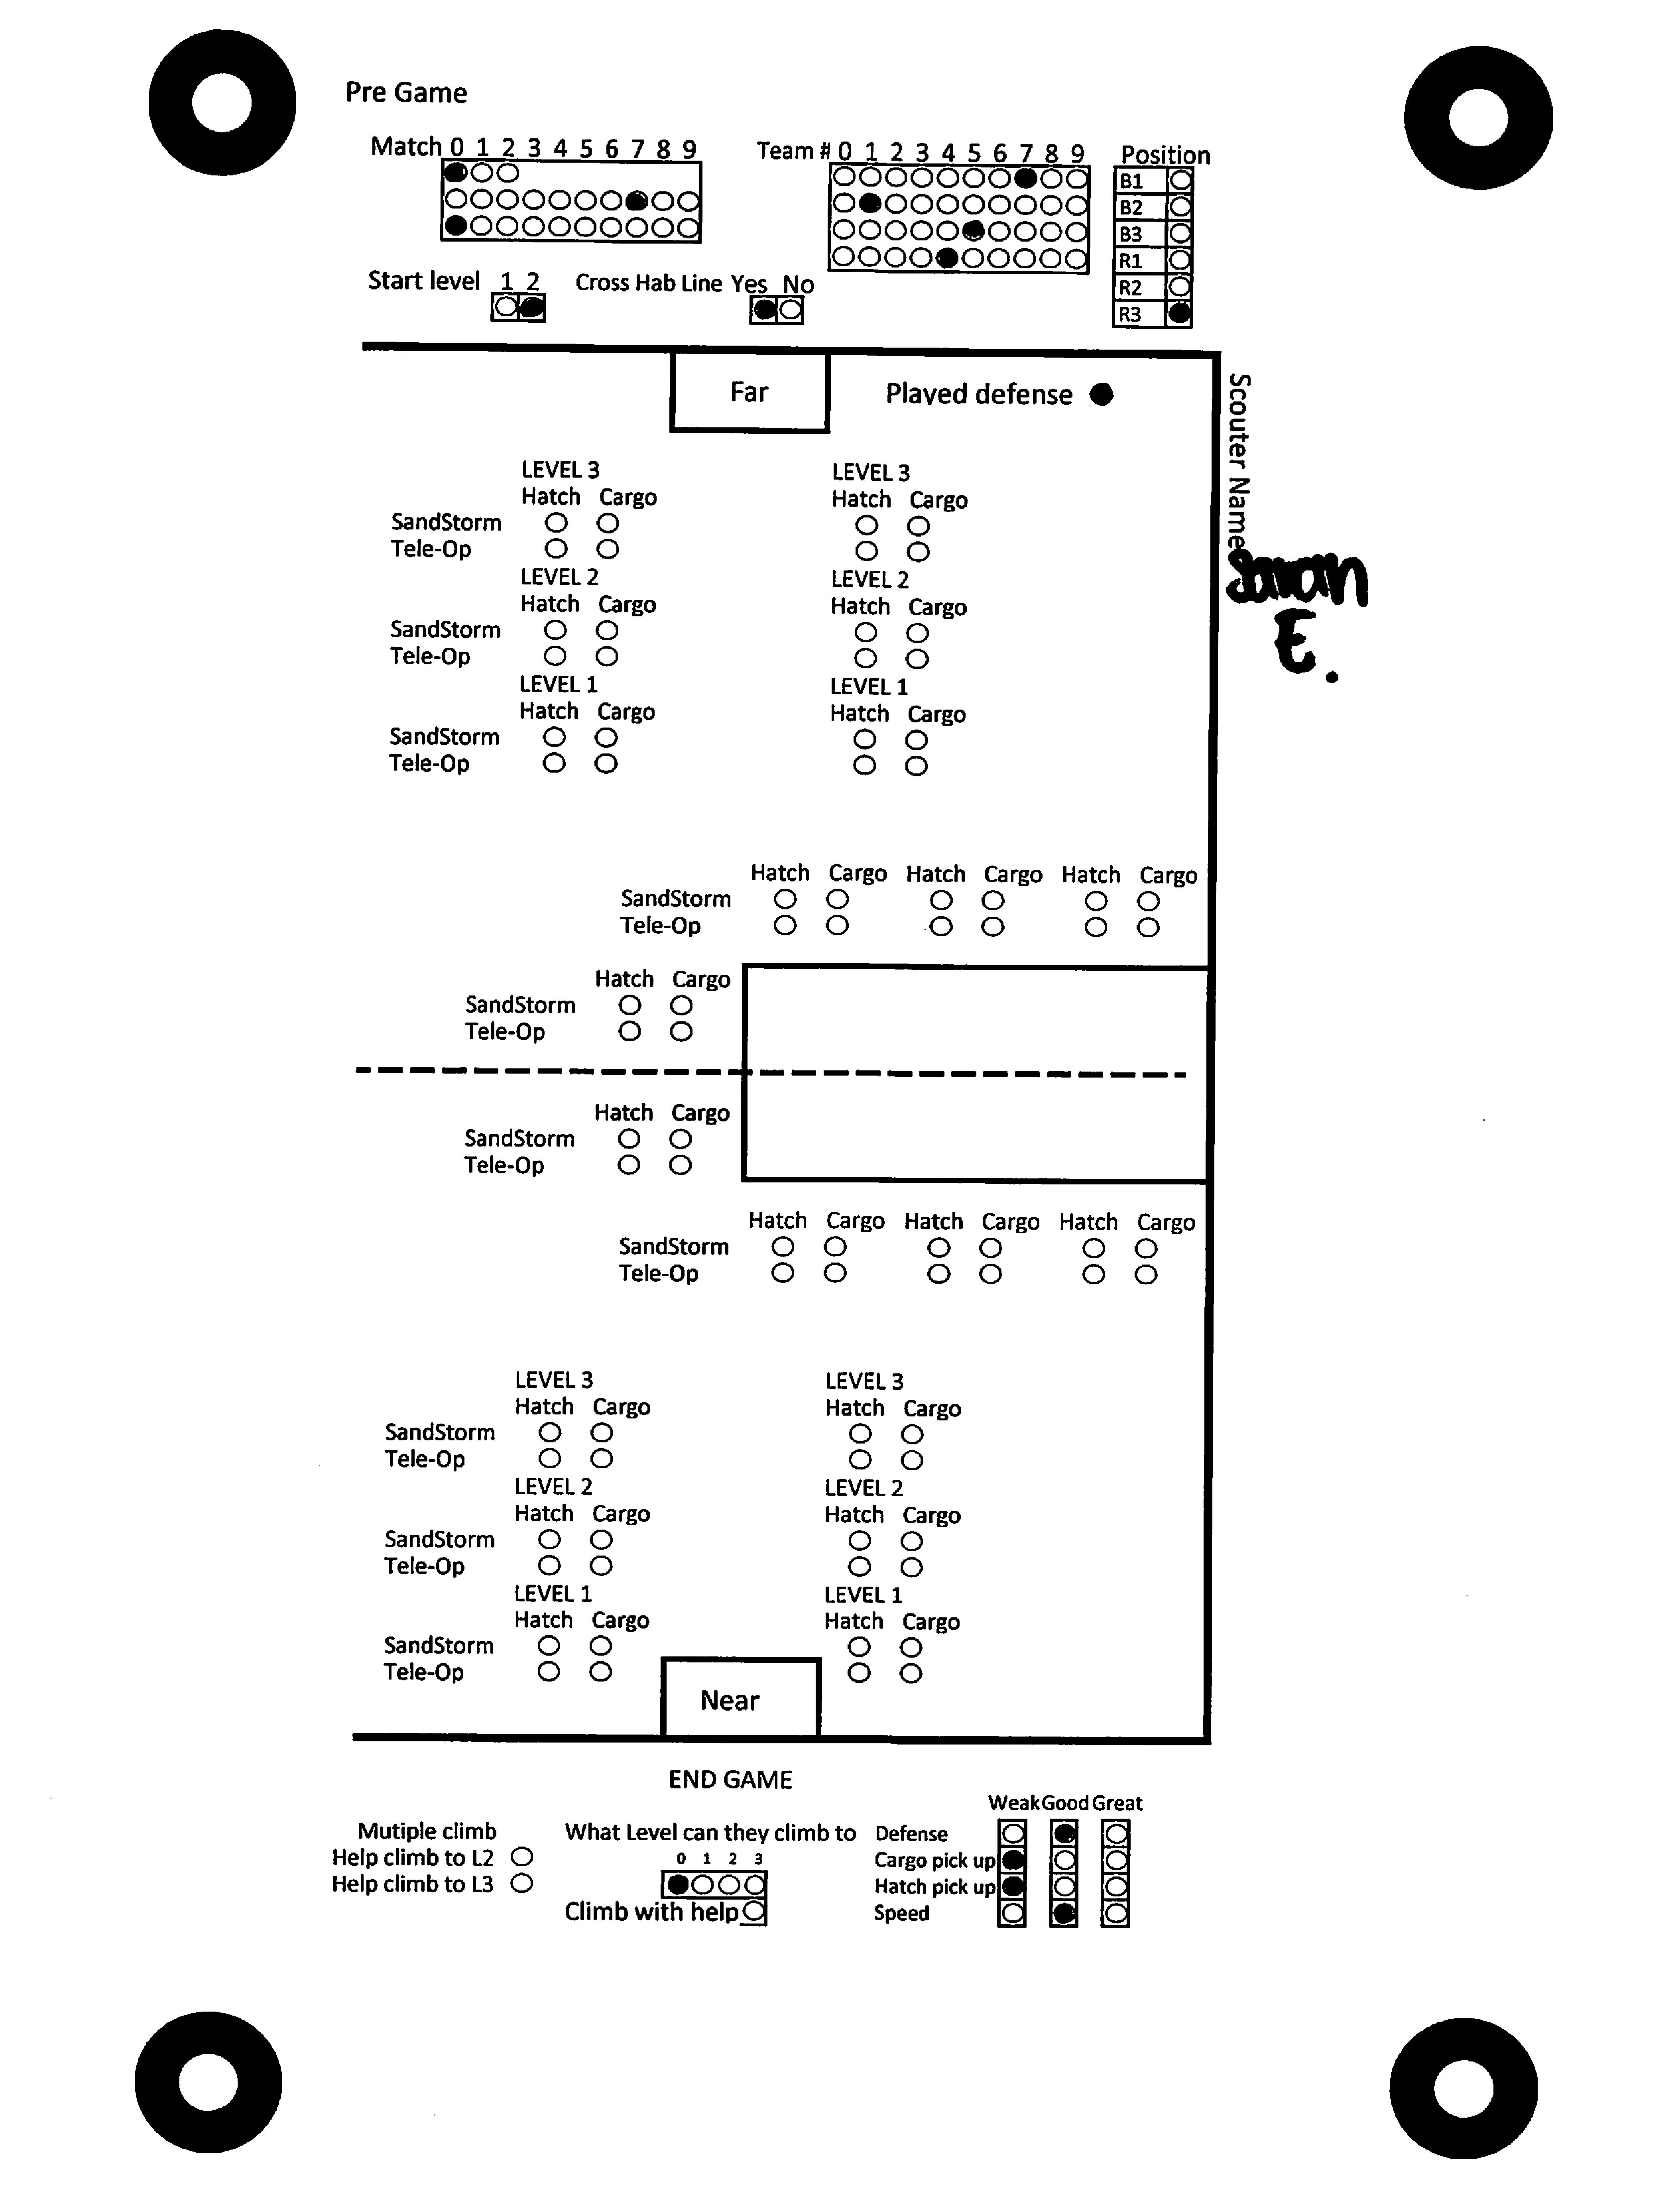 Pre Game
Match 0 1 2 3 4 5 6 7 8 9
Team # 0 1 2 3 4 5 6 7 8 9
Position
B1
B2
B3
R1
R2
R3
Start level 1 2
Cross Hab Line Yes No
Far
Played defense
Scouter Name
E.
LEVEL 3 LEVEL 3
Hatch Cargo Hatch Cargo
SandStorm
Tele-Op
LEVEL 2 LEVEL 2
Hatch Cargo Hatch Cargo
SandStorm
Tele-Op
LEVEL 1 LEVEL 1
Hatch Cargo Hatch Cargo
SandStorm
Tele-Op
Hatch Cargo Hatch Cargo Hatch Cargo
SandStorm
Tele-Op
Hatch Cargo
SandStorm
Tele-Op
Hatch Cargo
SandStorm
Tele-Op
Hatch Cargo Hatch Cargo Hatch Cargo
SandStorm
Tele-Op
LEVEL 3 LEVEL 3
Hatch Cargo Hatch Cargo
SandStorm
Tele-Op
LEVEL 2 LEVEL 2
Hatch Cargo Hatch Cargo
SandStorm
Tele-Op
LEVEL 1 LEVEL 1
Hatch Cargo Hatch Cargo
SandStorm
Tele-Op
Near
END GAME
Mutiple climb
Help climb to L2
Help climb to L3
What Level can they climb to
0 1 2 3
Climb with help
Weak Good Great
Defense
Cargo pick up
Hatch pick up
Speed